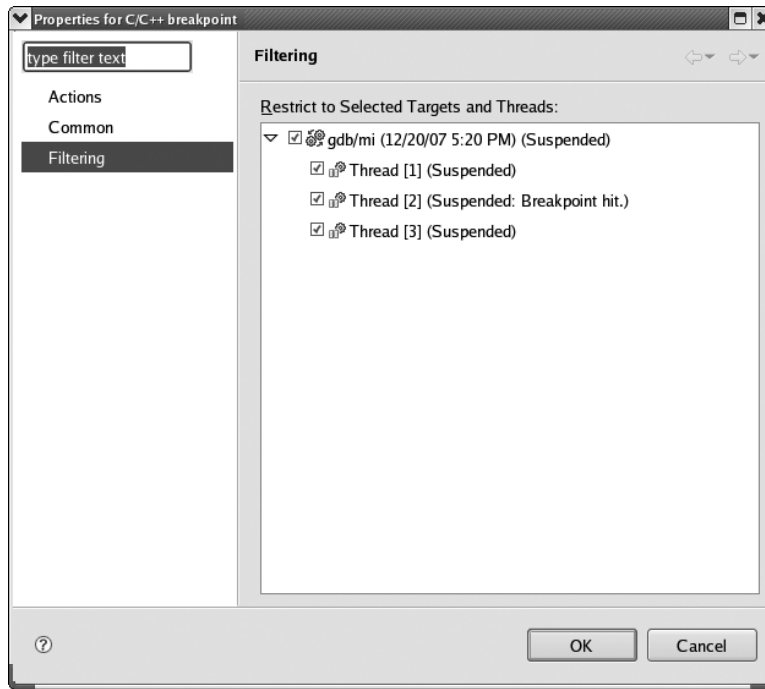 Properties for C/C++ breakpoint
type filter text
Actions
Common
Filtering
Filtering
Restrict to Selected Targets and Threads:
gdb/mi (12/20/07 5:20 PM) (Suspended)
Thread [1] (Suspended)
Thread [2] (Suspended: Breakpoint hit.)
Thread [3] (Suspended)
?
OK
Cancel